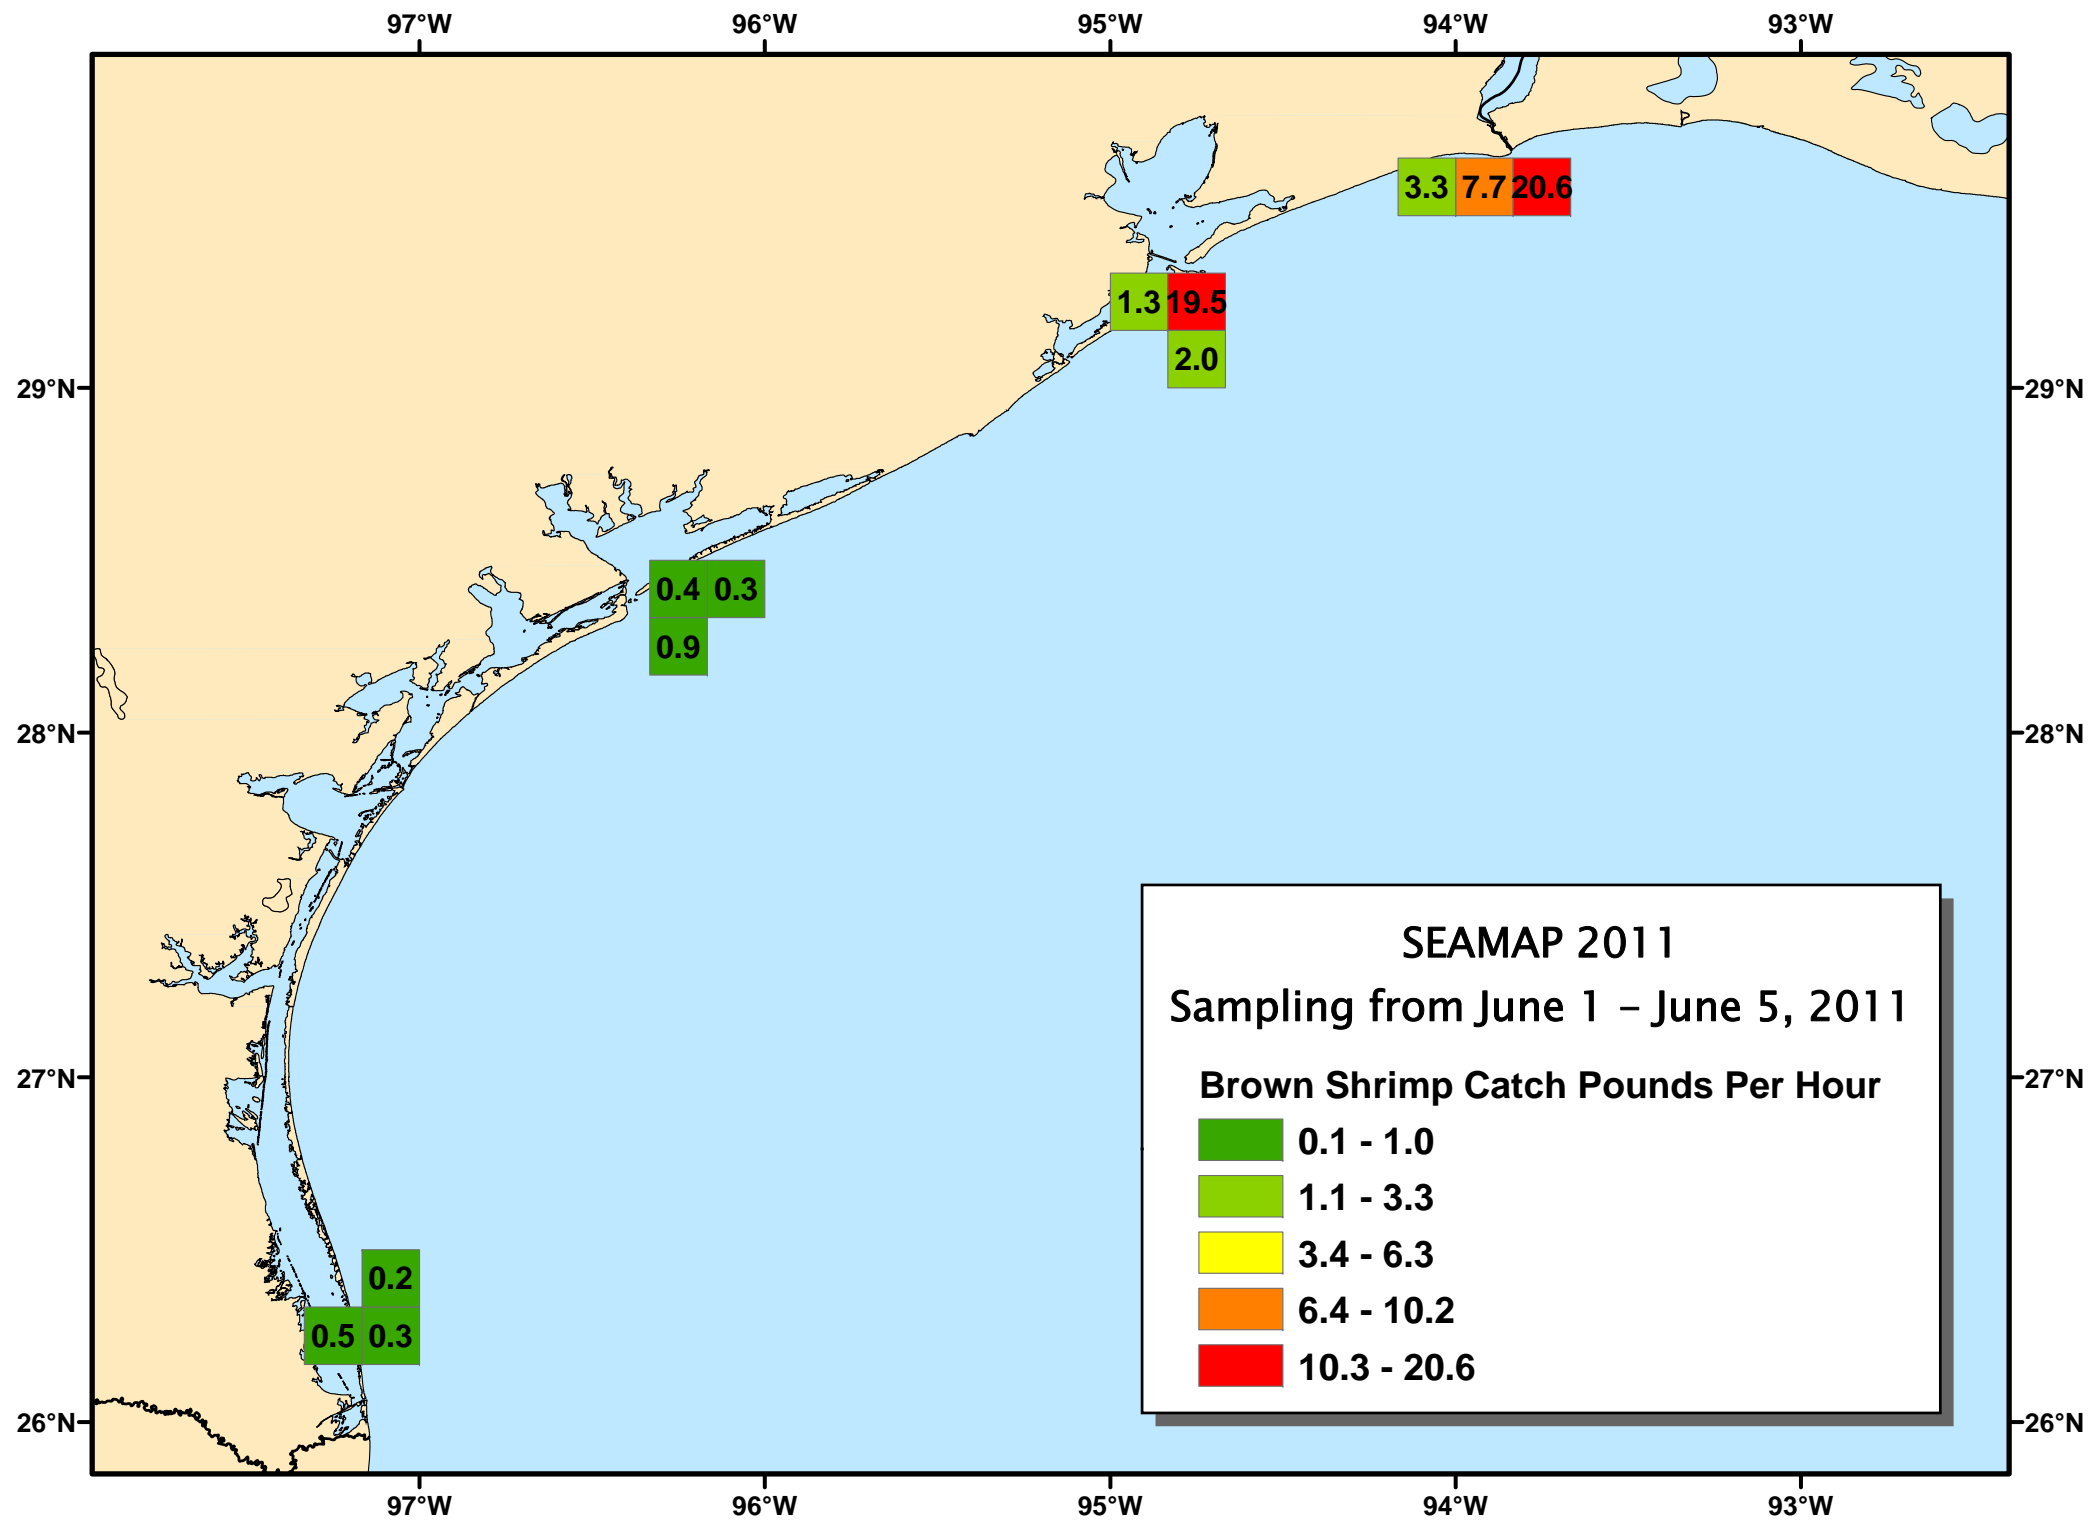 97°W 96°W 95°W 94°W 93°W
3.3 7.7 20.6
1.3 19.5
2.0
29°N 29°N
0.4 0.3
0.9
28°N 28°N
SEAMAP 2011
Sampling from June 1 – June 5, 2011
27°N 27°N
Brown Shrimp Catch Pounds Per Hour
0.1 - 1.0
1.1 - 3.3
3.4 - 6.3
6.4 - 10.2
10.3 - 20.6
0.2
0.5 0.3
26°N 26°N
97°W 96°W 95°W 94°W 93°W